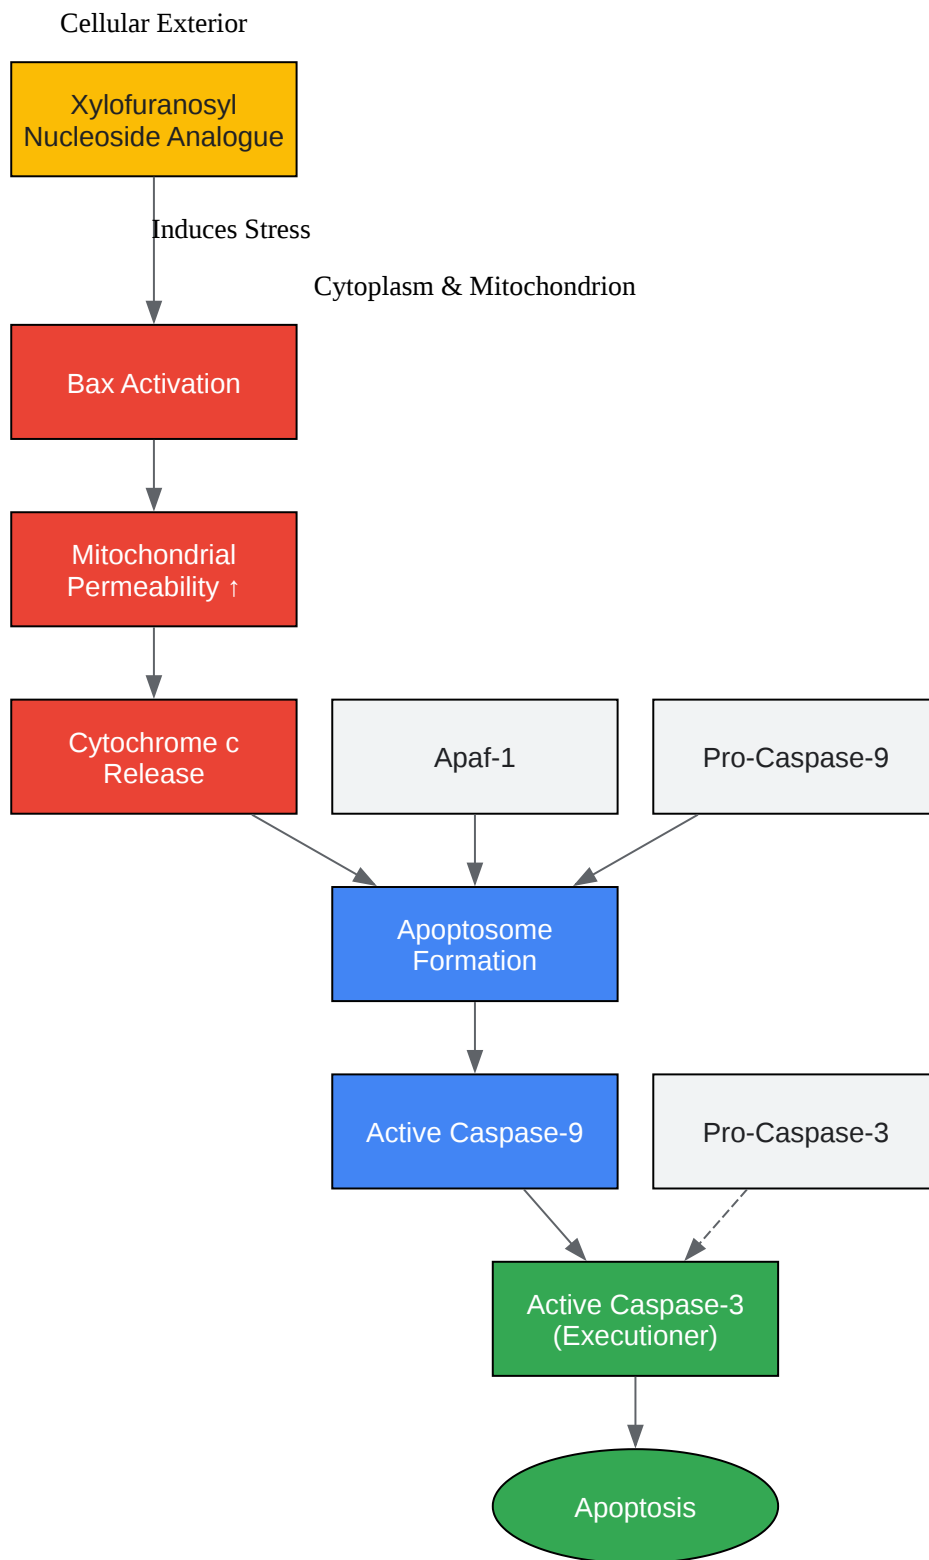 Cellular Exterior
Xylofuranosyl
Nucleoside Analogue
Induces Stress
Cytoplasm & Mitochondrion
Bax Activation
Mitochondrial
Permeability ↑
Cytochrome c
Release
Apaf-1
Pro-Caspase-9
Apoptosome
Formation
Active Caspase-9
Pro-Caspase-3
Active Caspase-3
(Executioner)
Apoptosis